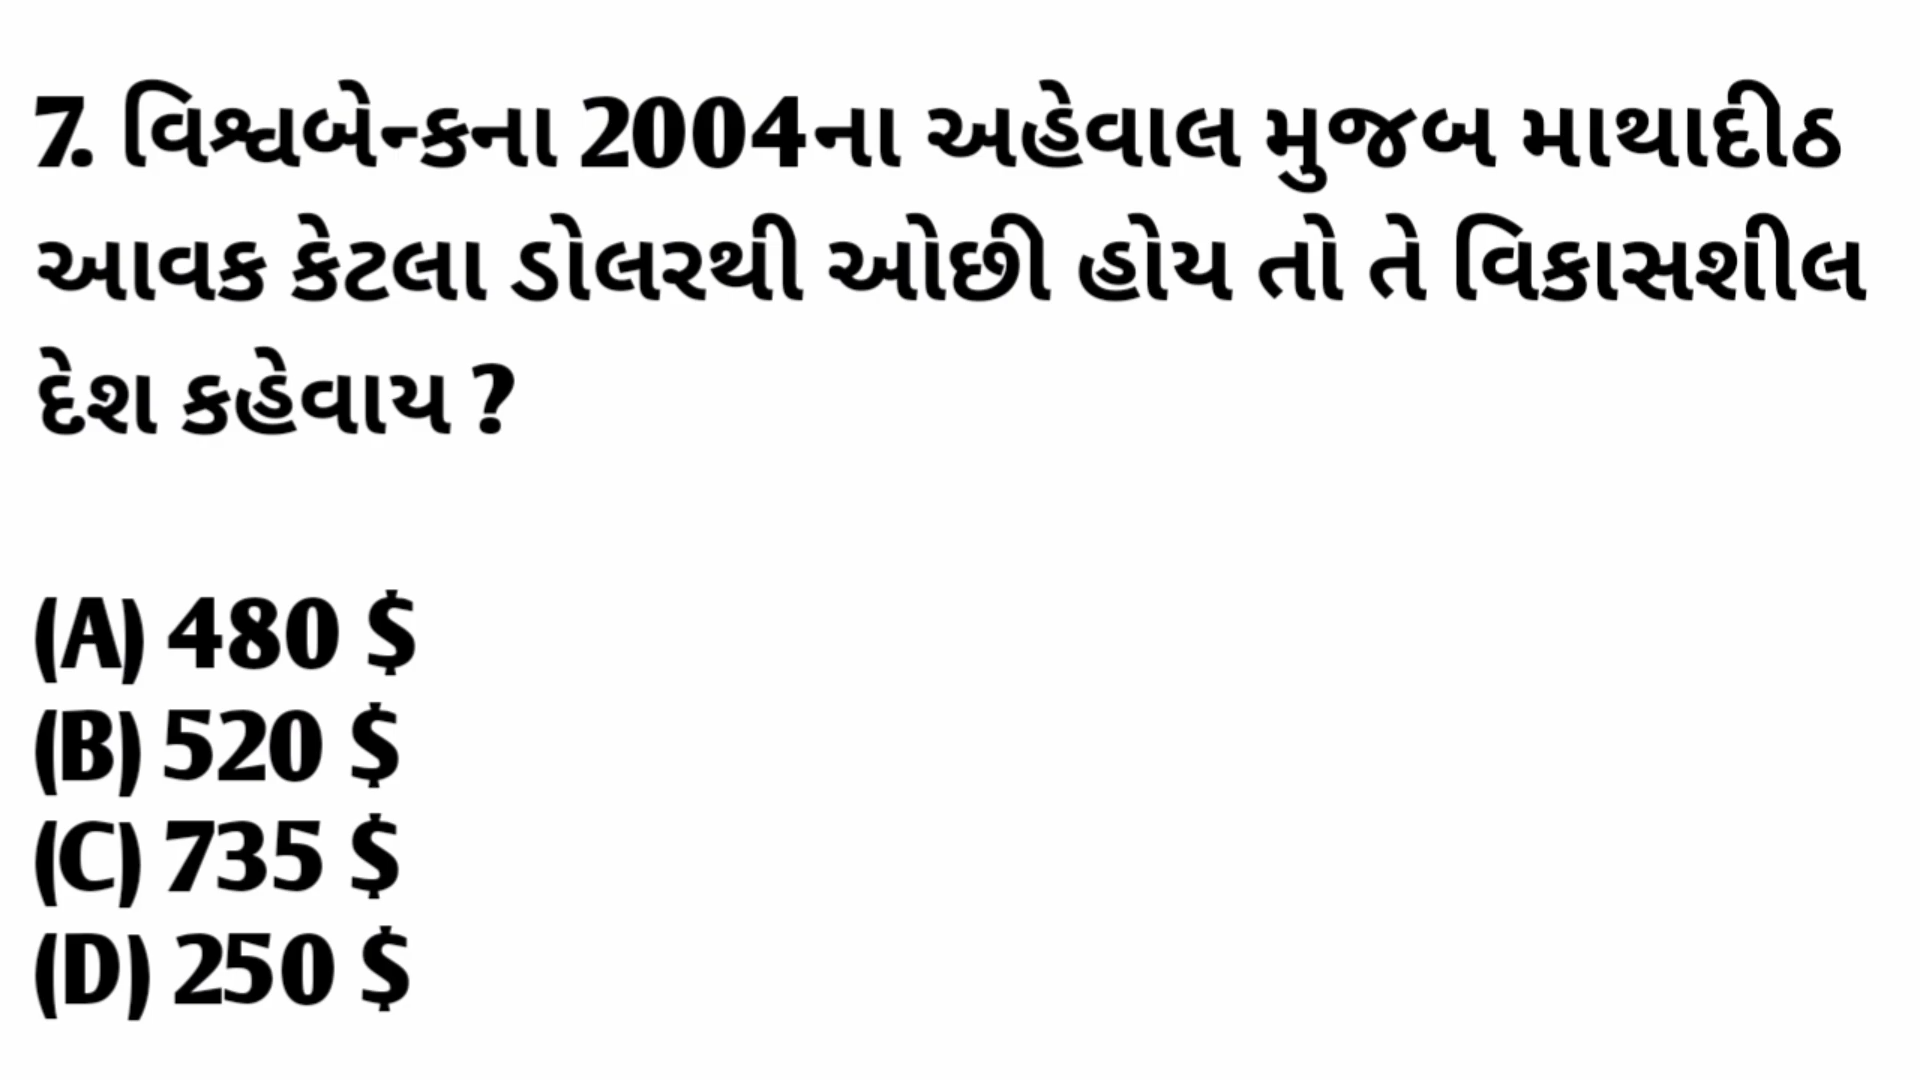 7. વિશ્વબેન્કના 2004ના અહેવાલ મુજબ માથાદીઠ
આવક કેટલા ડોલરથી ઓછી હોય તો તે વિકાસશીલ
દેશ કહેવાય ?
(A) 480 $
(B) 520 $
(C) 735 $
(D) 250 $